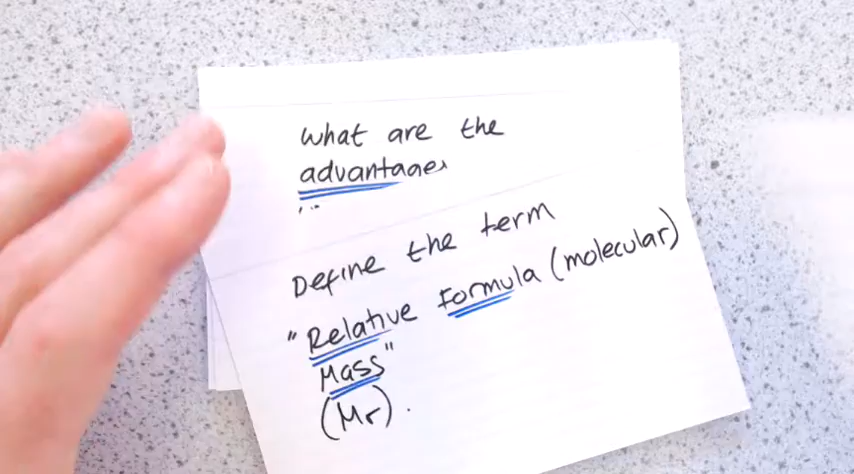 What are the
advantages
Define the term
"Relative formula (molecular)
Mass"
(Mr).